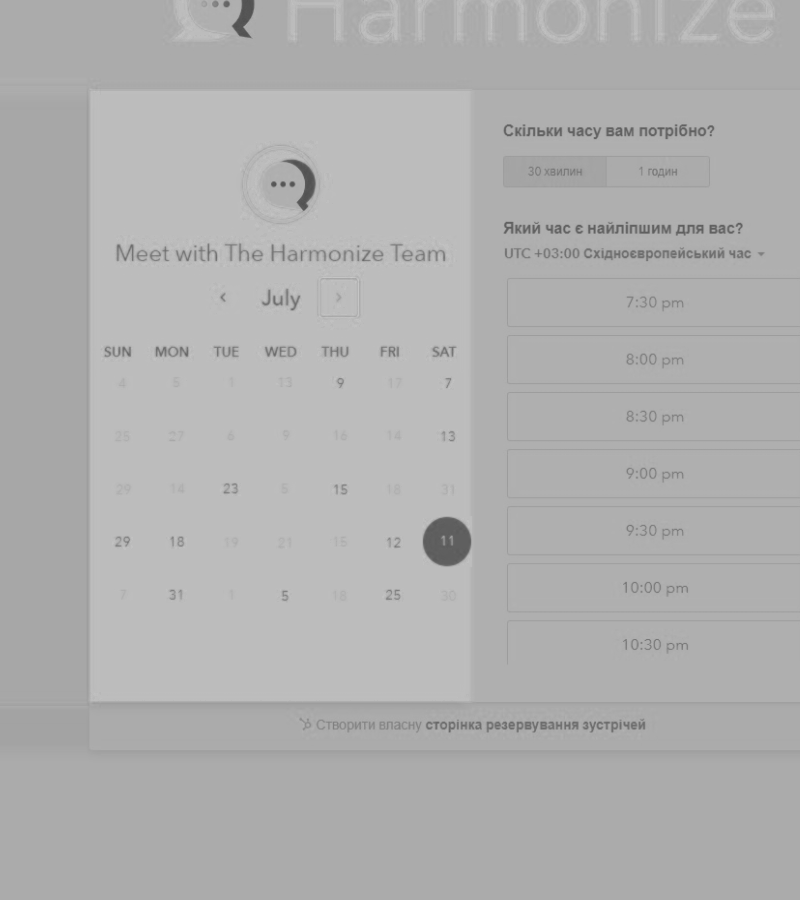 Harmonize
Meet with The Harmonize Team
July
SUN MON TUE WED THU FRI SAT
4 5 1 13 9 17 7
25 27 6 9 16 14 13
29 14 23 5 15 18 31
29 18 19 21 15 12 11
7 31 1 5 18 25 30
Скільки часу вам потрібно?
30 хвилин 1 годин
Який час є найліпшим для вас?
UTC +03:00 Східноєвропейський час
7:30 pm
8:00 pm
8:30 pm
9:00 pm
9:30 pm
10:00 pm
10:30 pm
Створити власну сторінка резервування зустрічей